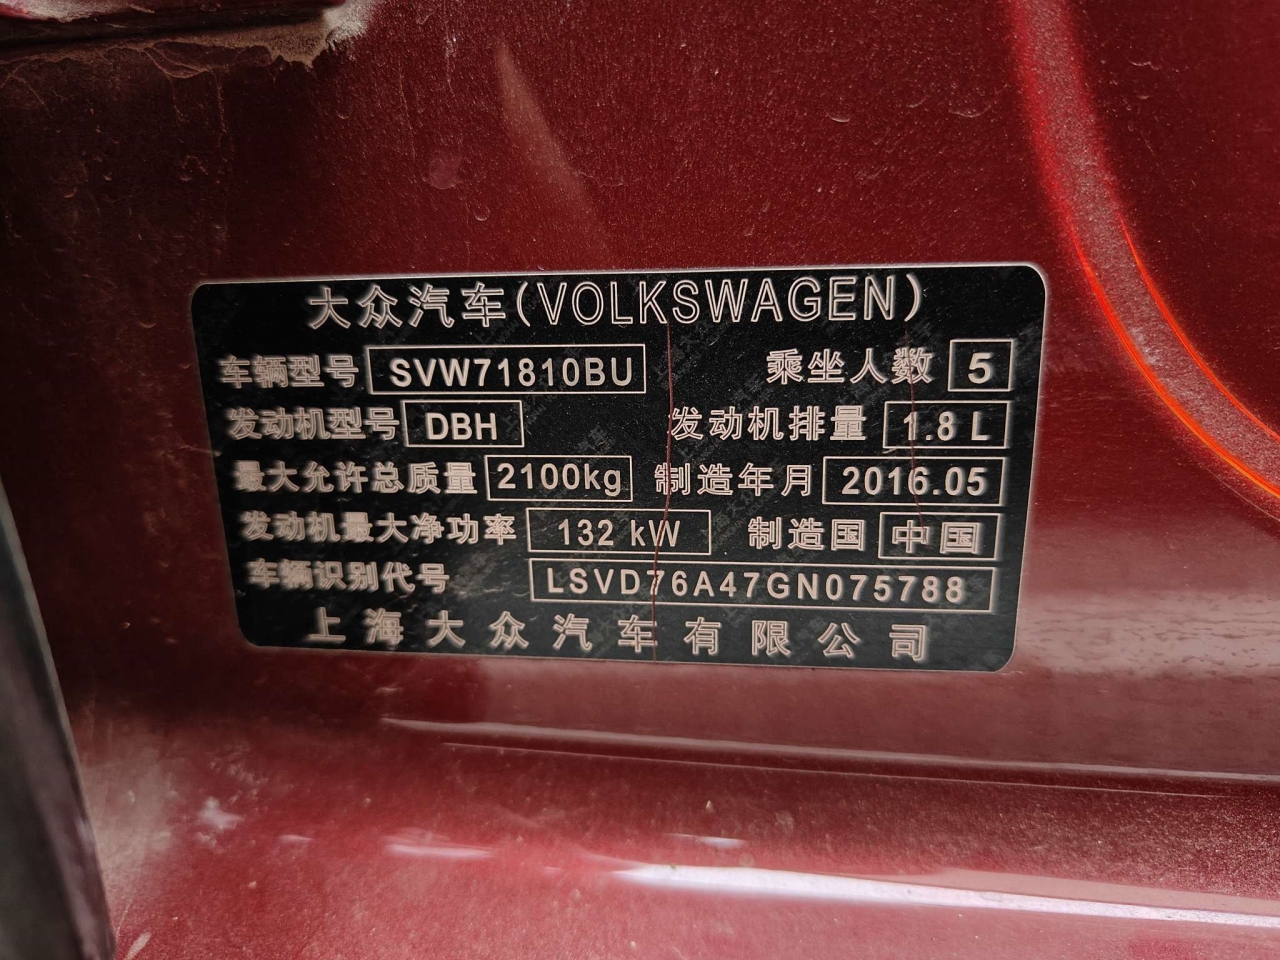 大众汽车(VOLKSWAGEN)
车辆型号 SVW71810BU 乘坐人数 5
发动机型号 DBH 发动机排量 1.8 L
最大允许总质量 2100kg 制造年月 2016.05
发动机最大净功率 132 kW 制造国 中国
车辆识别代号 LSVD76A47GN075788
上海大众汽车有限公司